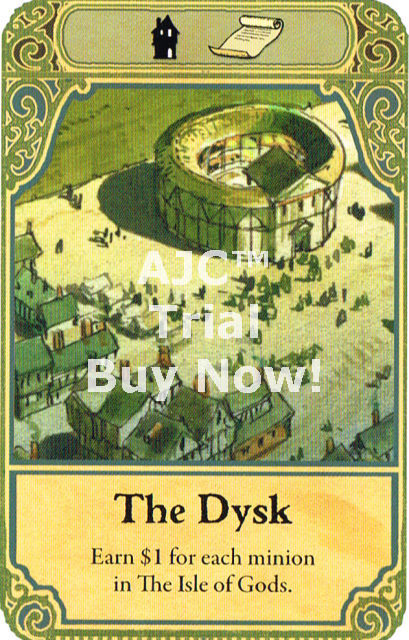 AJC™
Trial
Buy Now!
The Dysk
Earn $1 for each minion
in The Isle of Gods.